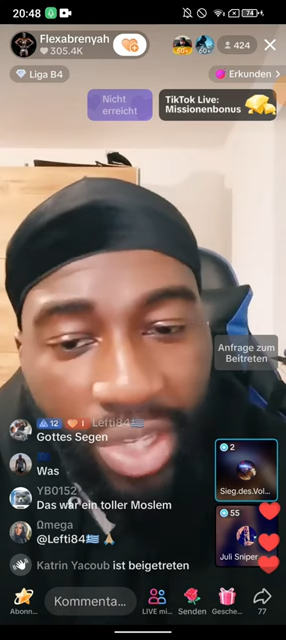 20:48
74
Flexabrenyah
305.4K
60+
60+
424
Liga B4
Erkunden >
Nicht
erreicht
TikTok Live:
Missionenbonus
Anfrage zum
Beitreten
12
1
Lefti84🇬🇷
Gottes Segen
Was
YB0152
Das war ein toller Moslem
Ωmega
@Lefti84🇬🇷 🙏🏼
Katrin Yacoub ist beigetreten
2
Sieg.des.Vol...
55
Juli Sniper
Abonn...
Kommenta...
LIVE mi...
Senden
Gesche...
77